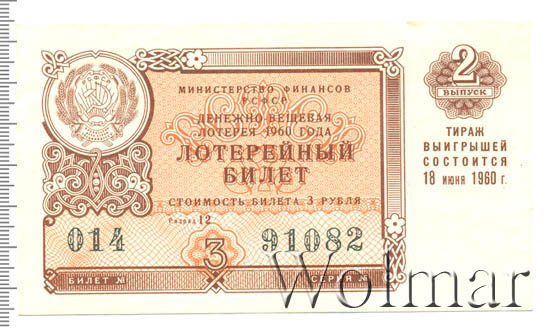 МИНИСТЕРСТВО ФИНАНСОВ
РСФСР
ДЕНЕЖНО-ВЕЩЕВАЯ
ЛОТЕРЕЯ 1960 ГОДА
ЛОТЕРЕЙНЫЙ
БИЛЕТ
СТОИМОСТЬ БИЛЕТА 3 РУБЛЯ
Разряд 12
014 3 91082
БИЛЕТ № СЕРИЯ №
2
ВЫПУСК
ТИРАЖ
ВЫИГРЫШЕЙ
СОСТОИТСЯ
18 ИЮНЯ 1960 г.
Wolmar